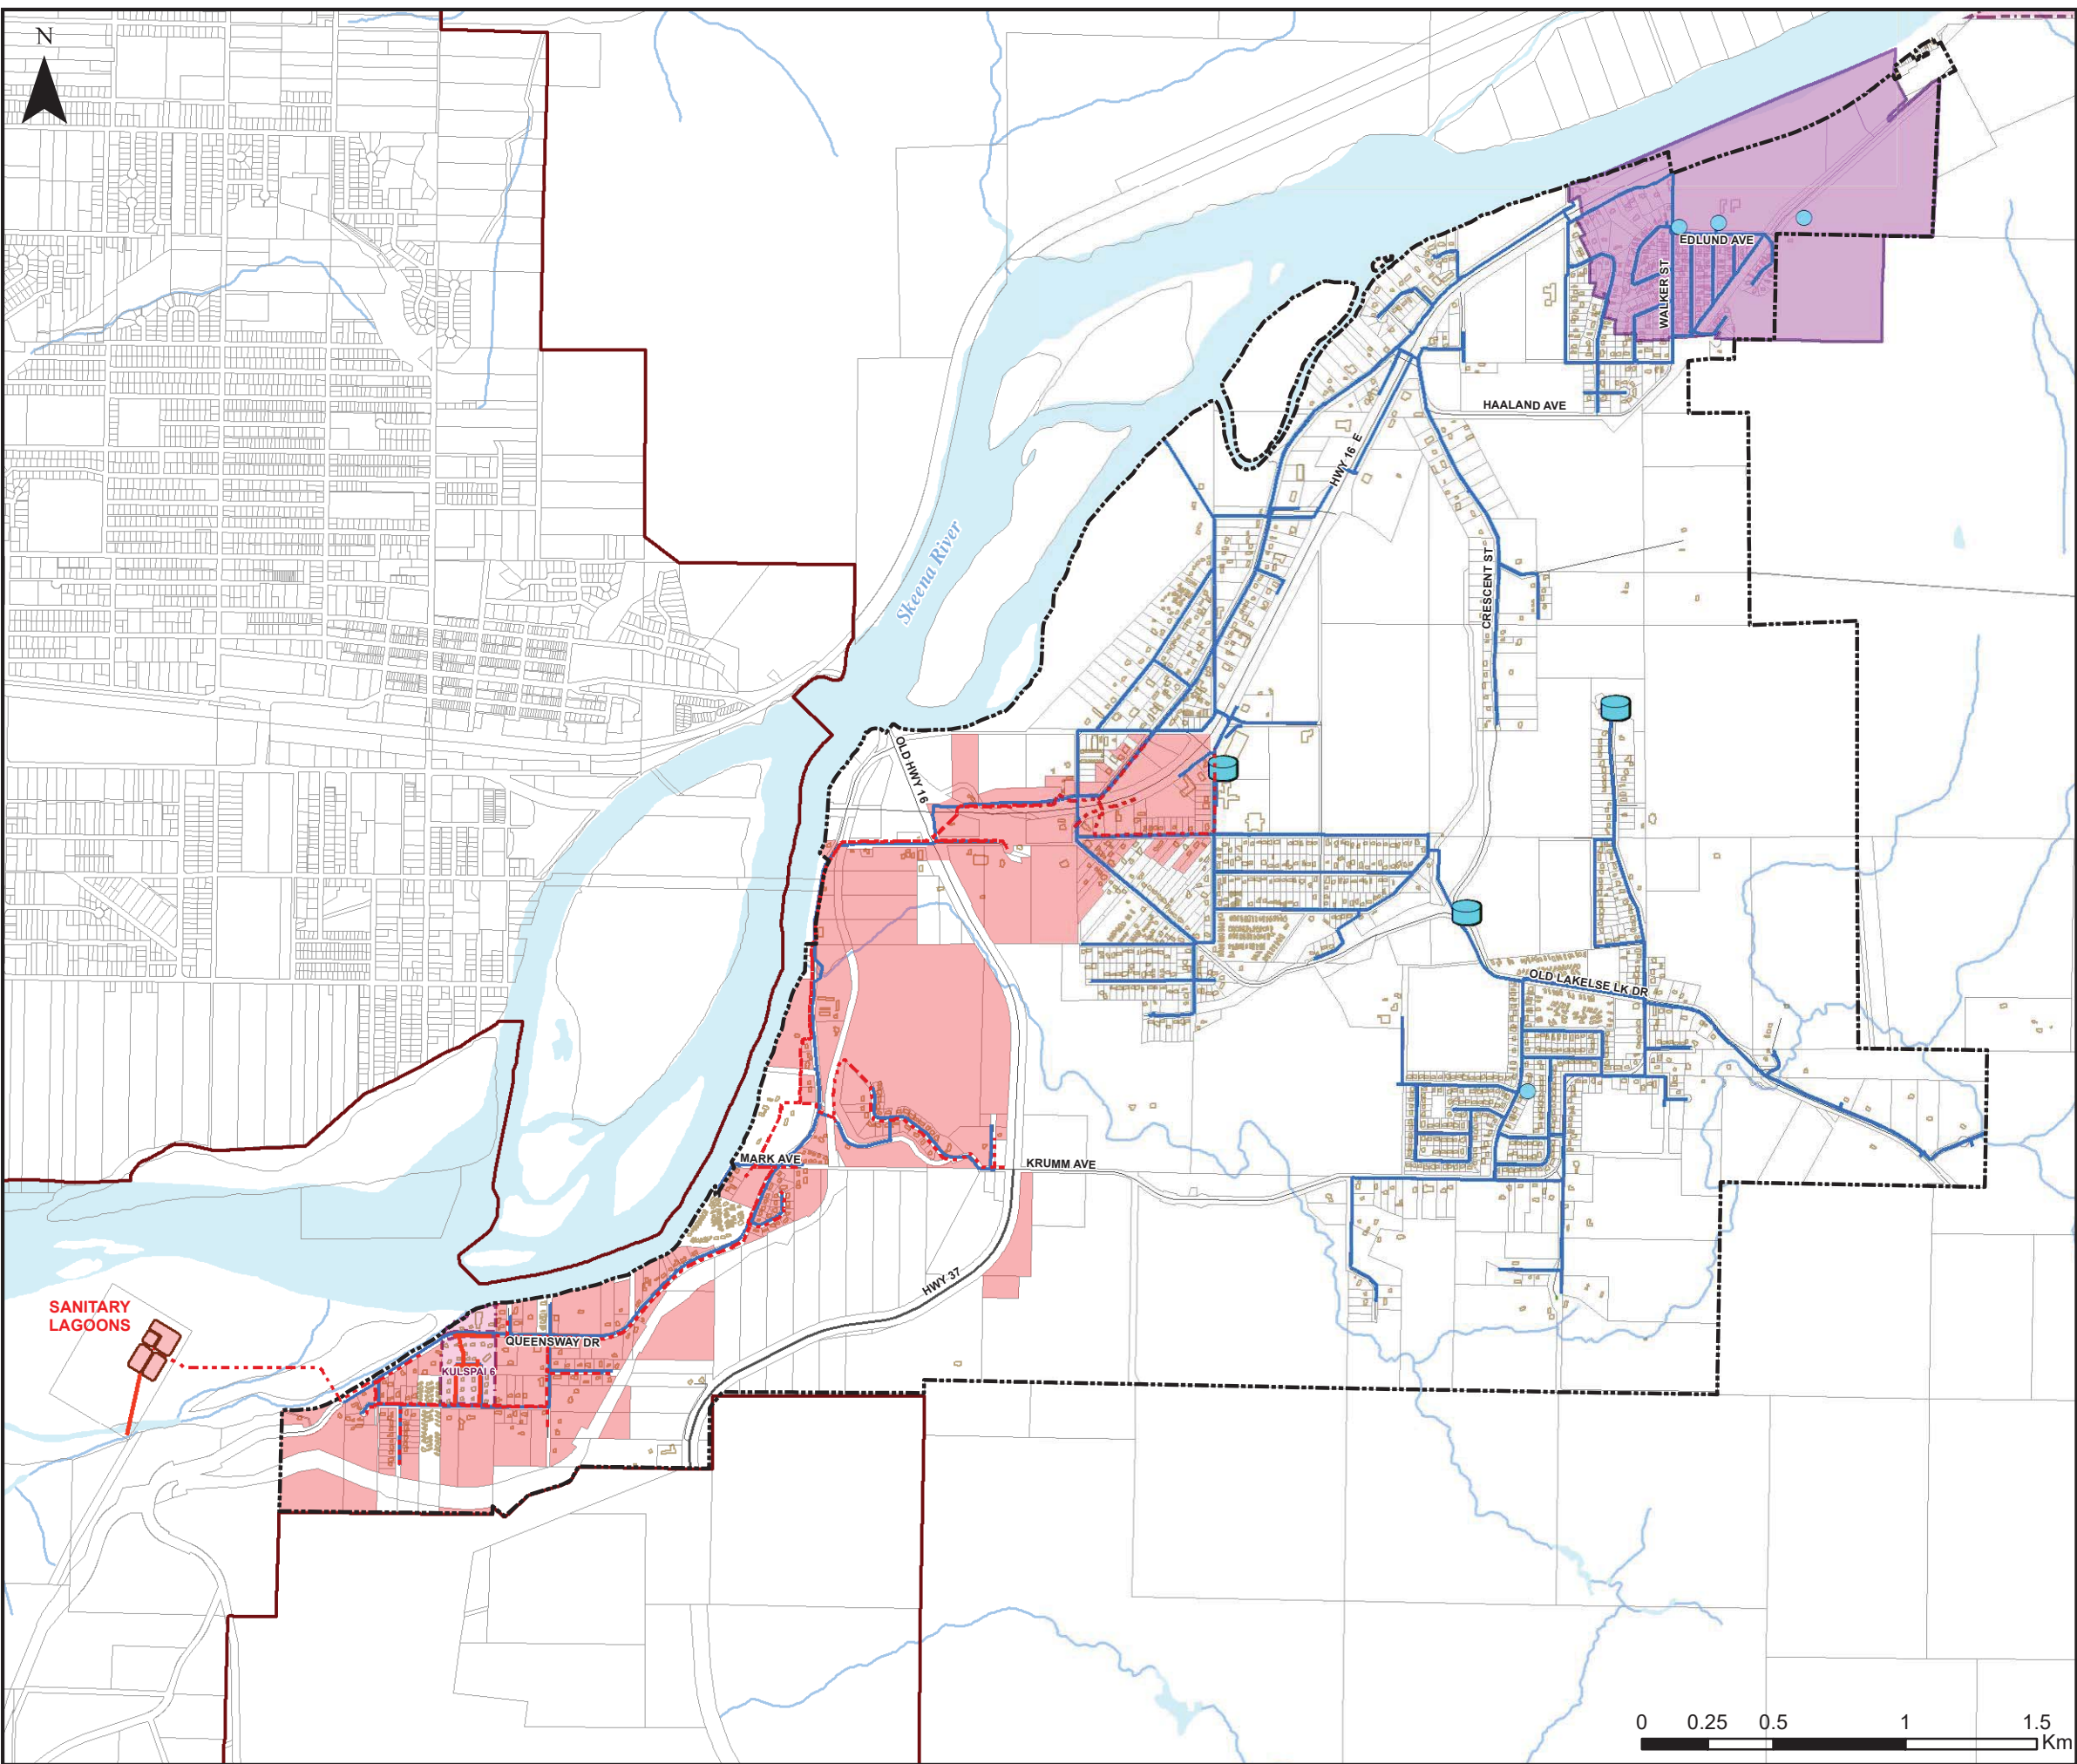 N
EDLUND AVE
WALKER ST
HAALAND AVE
HWY 16 E
Skeena River
CRESCENT ST
OLD HWY 16
OLD LAKELSE LK DR
MARK AVE
KRUMM AVE
HWY 37
SANITARY
LAGOONS
QUEENSWAY DR
KULSPAI 6
0 0.25 0.5 1 1.5
Km